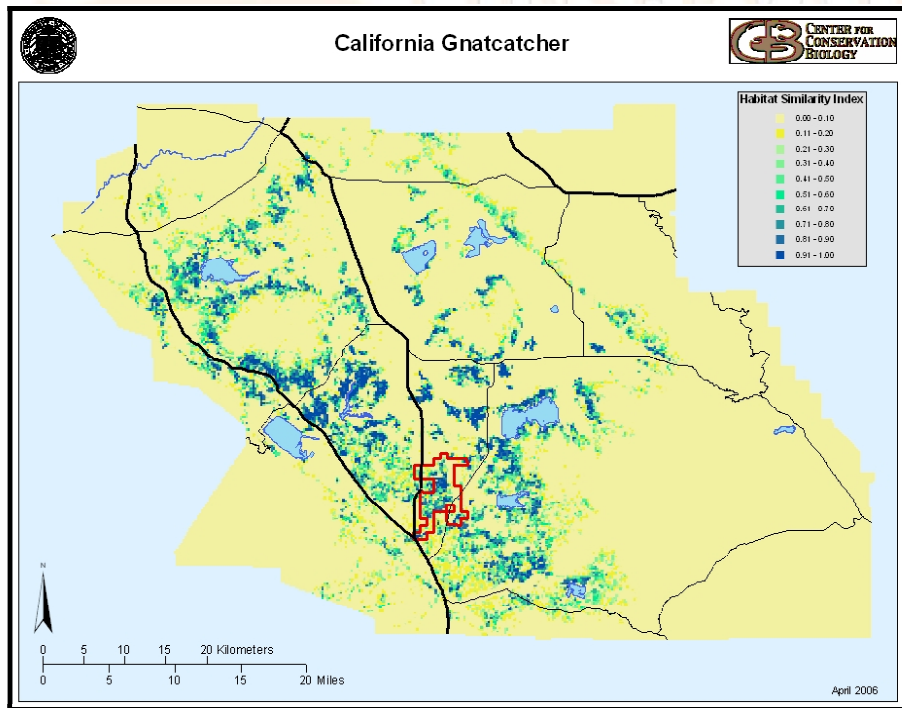 California Gnatcatcher
CENTER FOR
CONSERVATION
BIOLOGY
Habitat Similarity Index
0.00 - 0.10
0.11 - 0.20
0.21 - 0.30
0.31 - 0.40
0.41 - 0.50
0.51 - 0.60
0.61 - 0.70
0.71 - 0.80
0.81 - 0.90
0.91 - 1.00
N
0 5 10 15 20 Kilometers
0 5 10 15 20 Miles
April 2006